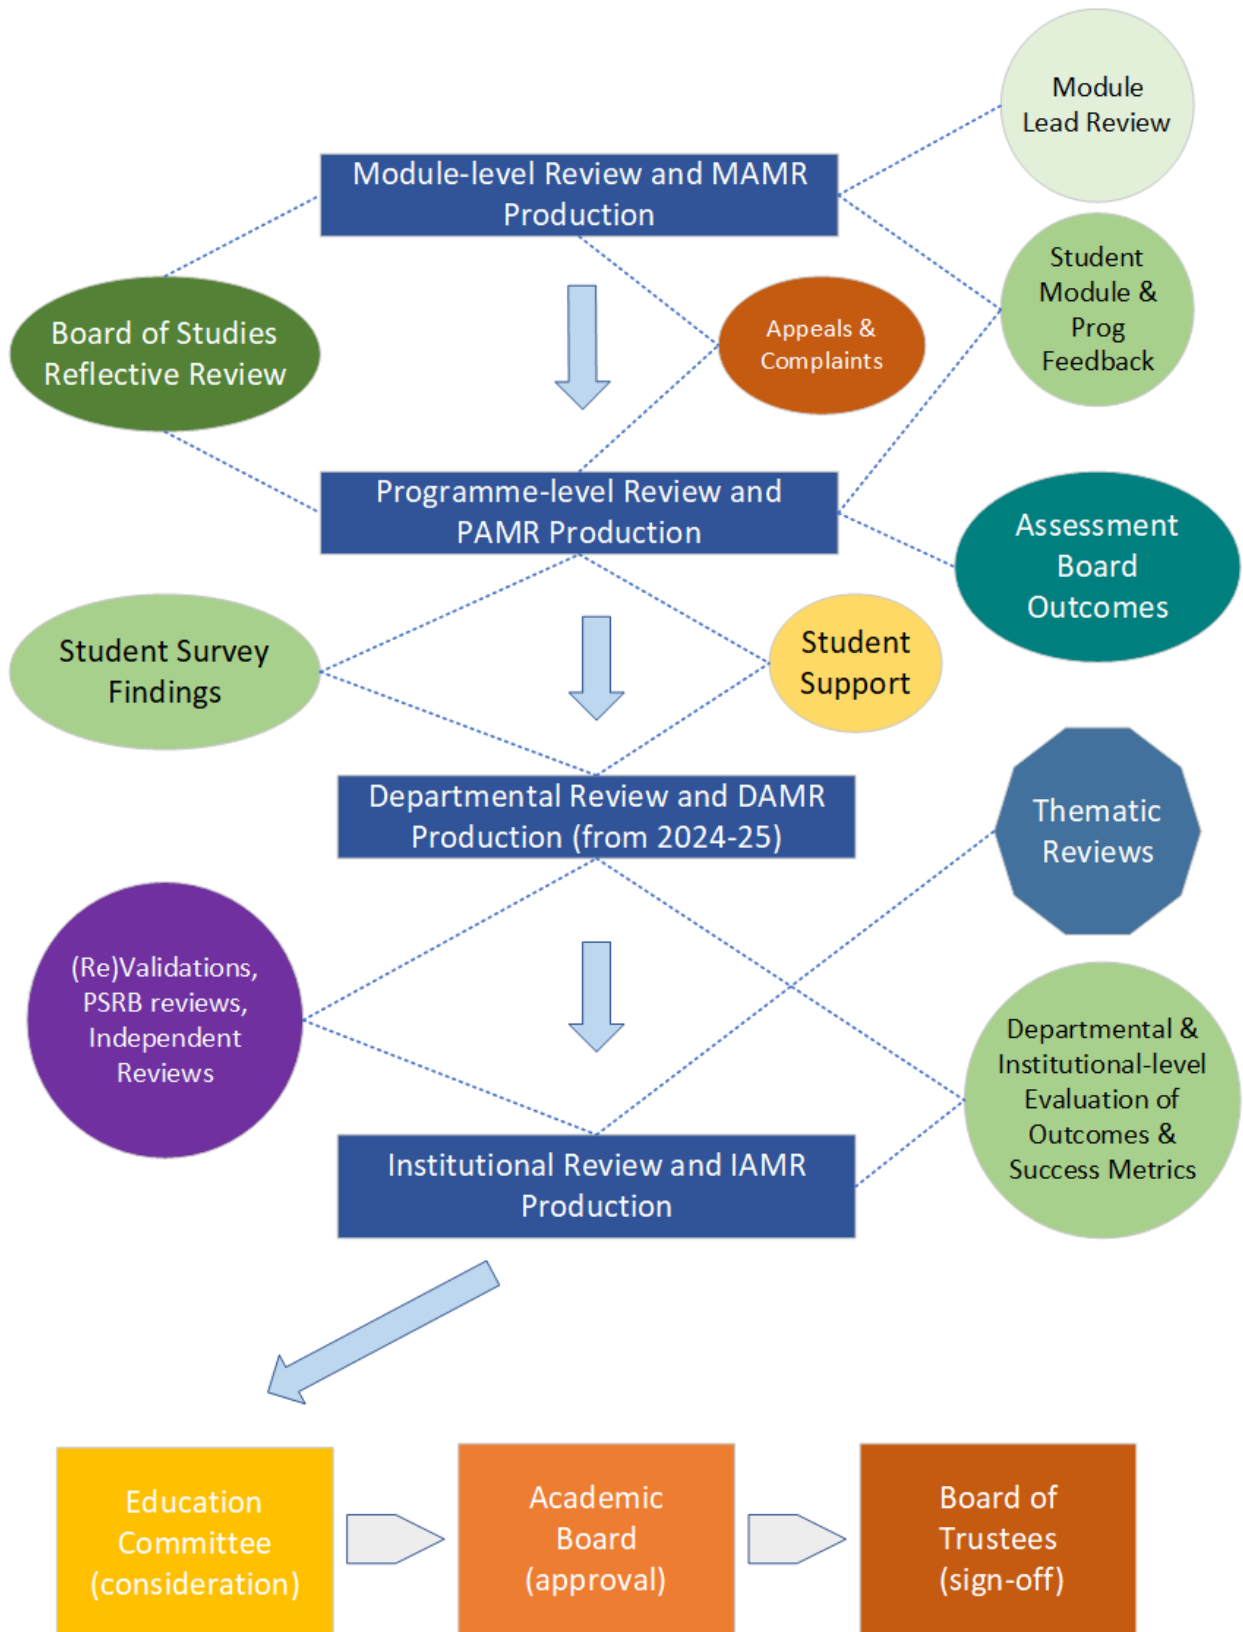 Module
Lead Review
Module-level Review and MAMR
Production
Student
Module &
Prog
Feedback
Board of Studies
Reflective Review
Appeals &
Complaints
Programme-level Review and
PAMR Production
Assessment
Board
Outcomes
Student Survey
Findings
Student
Support
Departmental Review and DAMR
Production (from 2024-25)
Thematic
Reviews
(Re)Validations,
PSRB reviews,
Independent
Reviews
Departmental &
Institutional-level
Evaluation of
Outcomes &
Success Metrics
Institutional Review and IAMR
Production
Education
Committee
(consideration)
Academic
Board
(approval)
Board of
Trustees
(sign-off)